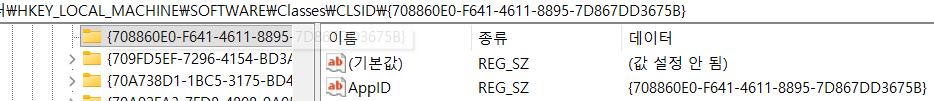 터₩HKEY_LOCAL_MACHINE₩SOFTWARE₩Classes₩CLSID₩{708860E0-F641-4611-8895-7D867DD3675B}
{708860E0-F641-4611-8895-7D867DD3675B}
{709FD5EF-7296-4154-BD3A
{70A738D1-1BC5-3175-BD4
이름 종류 데이터
(기본값) REG_SZ (값 설정 안 됨)
AppID REG_SZ {708860E0-F641-4611-8895-7D867DD3675B}